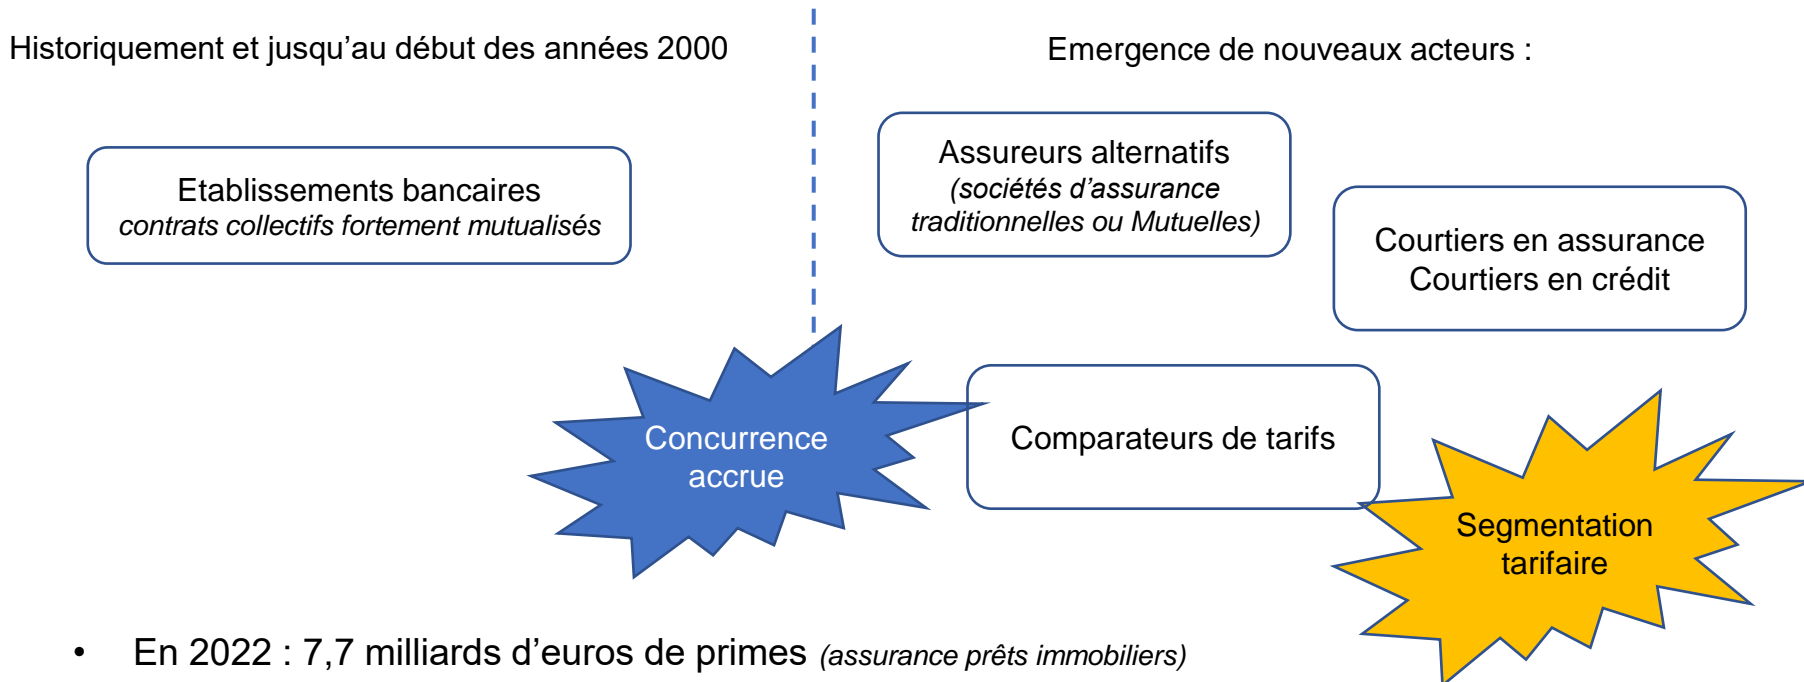 Historiquement et jusqu’au début des années 2000
Emergence de nouveaux acteurs :
Etablissements bancaires
contrats collectifs fortement mutualisés
Assureurs alternatifs
(sociétés d’assurance
traditionnelles ou Mutuelles)
Courtiers en assurance
Courtiers en crédit
Concurrence
accrue
Comparateurs de tarifs
Segmentation
tarifaire
• En 2022 : 7,7 milliards d’euros de primes (assurance prêts immobiliers)